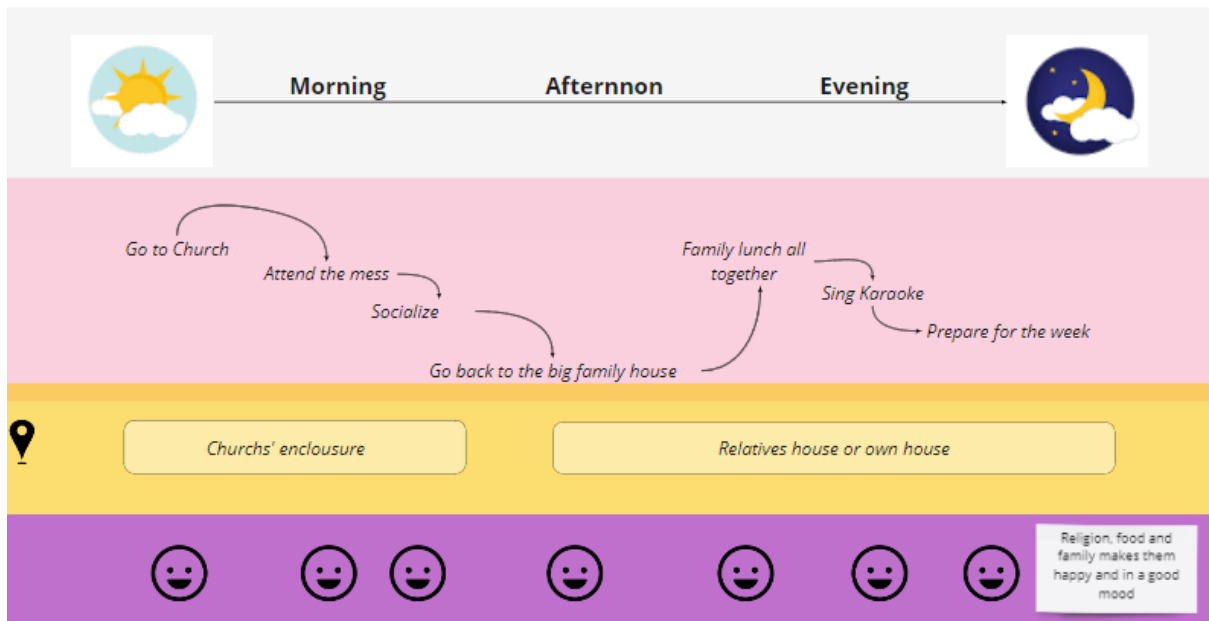 Morning
Afternnon
Evening
Go to Church
Attend the mess
Socialize
Go back to the big family house
Family lunch all
together
Sing Karaoke
Prepare for the week
Churchs' enclousure
Relatives house or own house
Religion, food and
family makes them
happy and in a good
mood